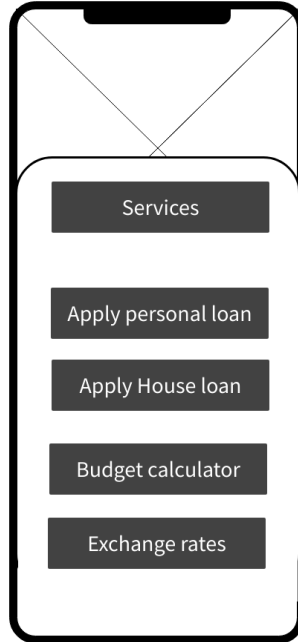 Services
Apply personal loan
Apply House loan
Budget calculator
Exchange rates